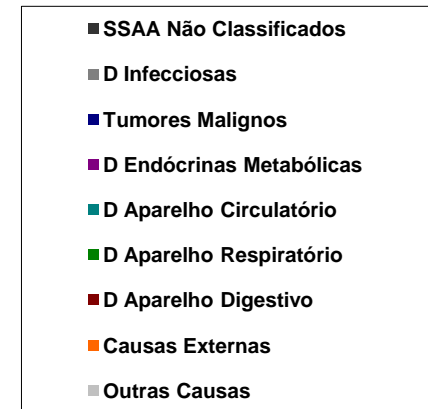 SSAA Não Classificados
D Infecciosas
Tumores Malignos
D Endócrinas Metabólicas
D Aparelho Circulatório
D Aparelho Respiratório
D Aparelho Digestivo
Causas Externas
Outras Causas